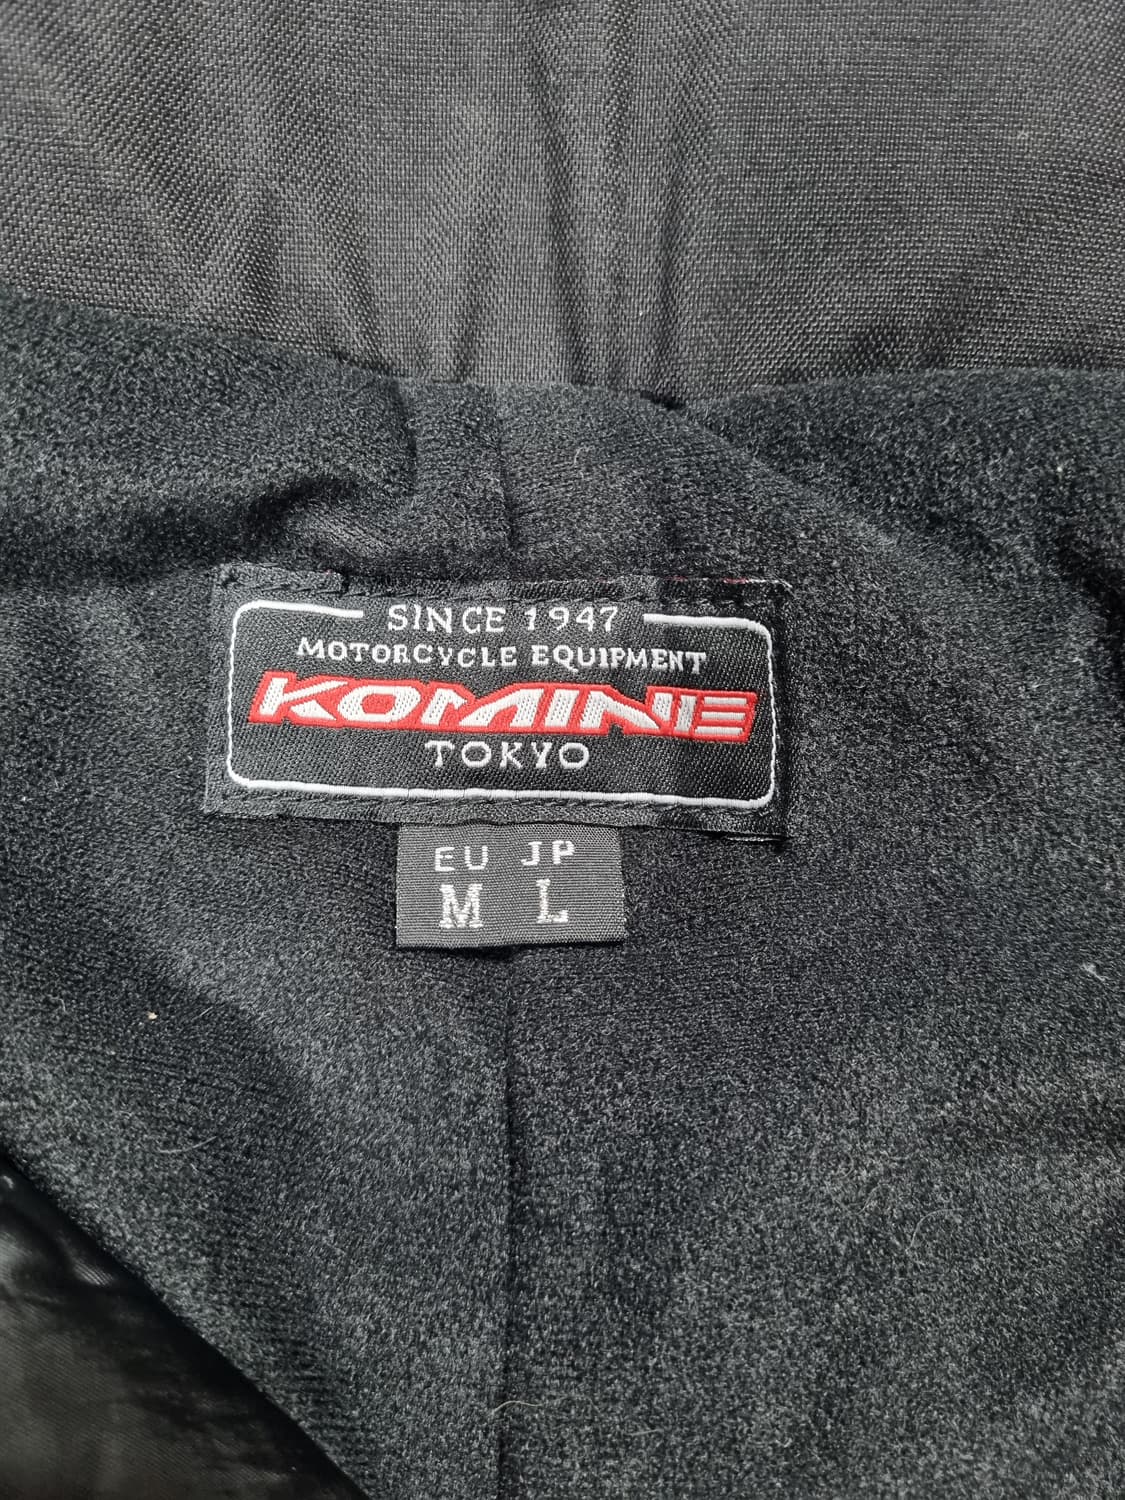 SINCE 1947
MOTORCYCLE EQUIPMENT
KOMINE
TOKYO
EU JP
M L